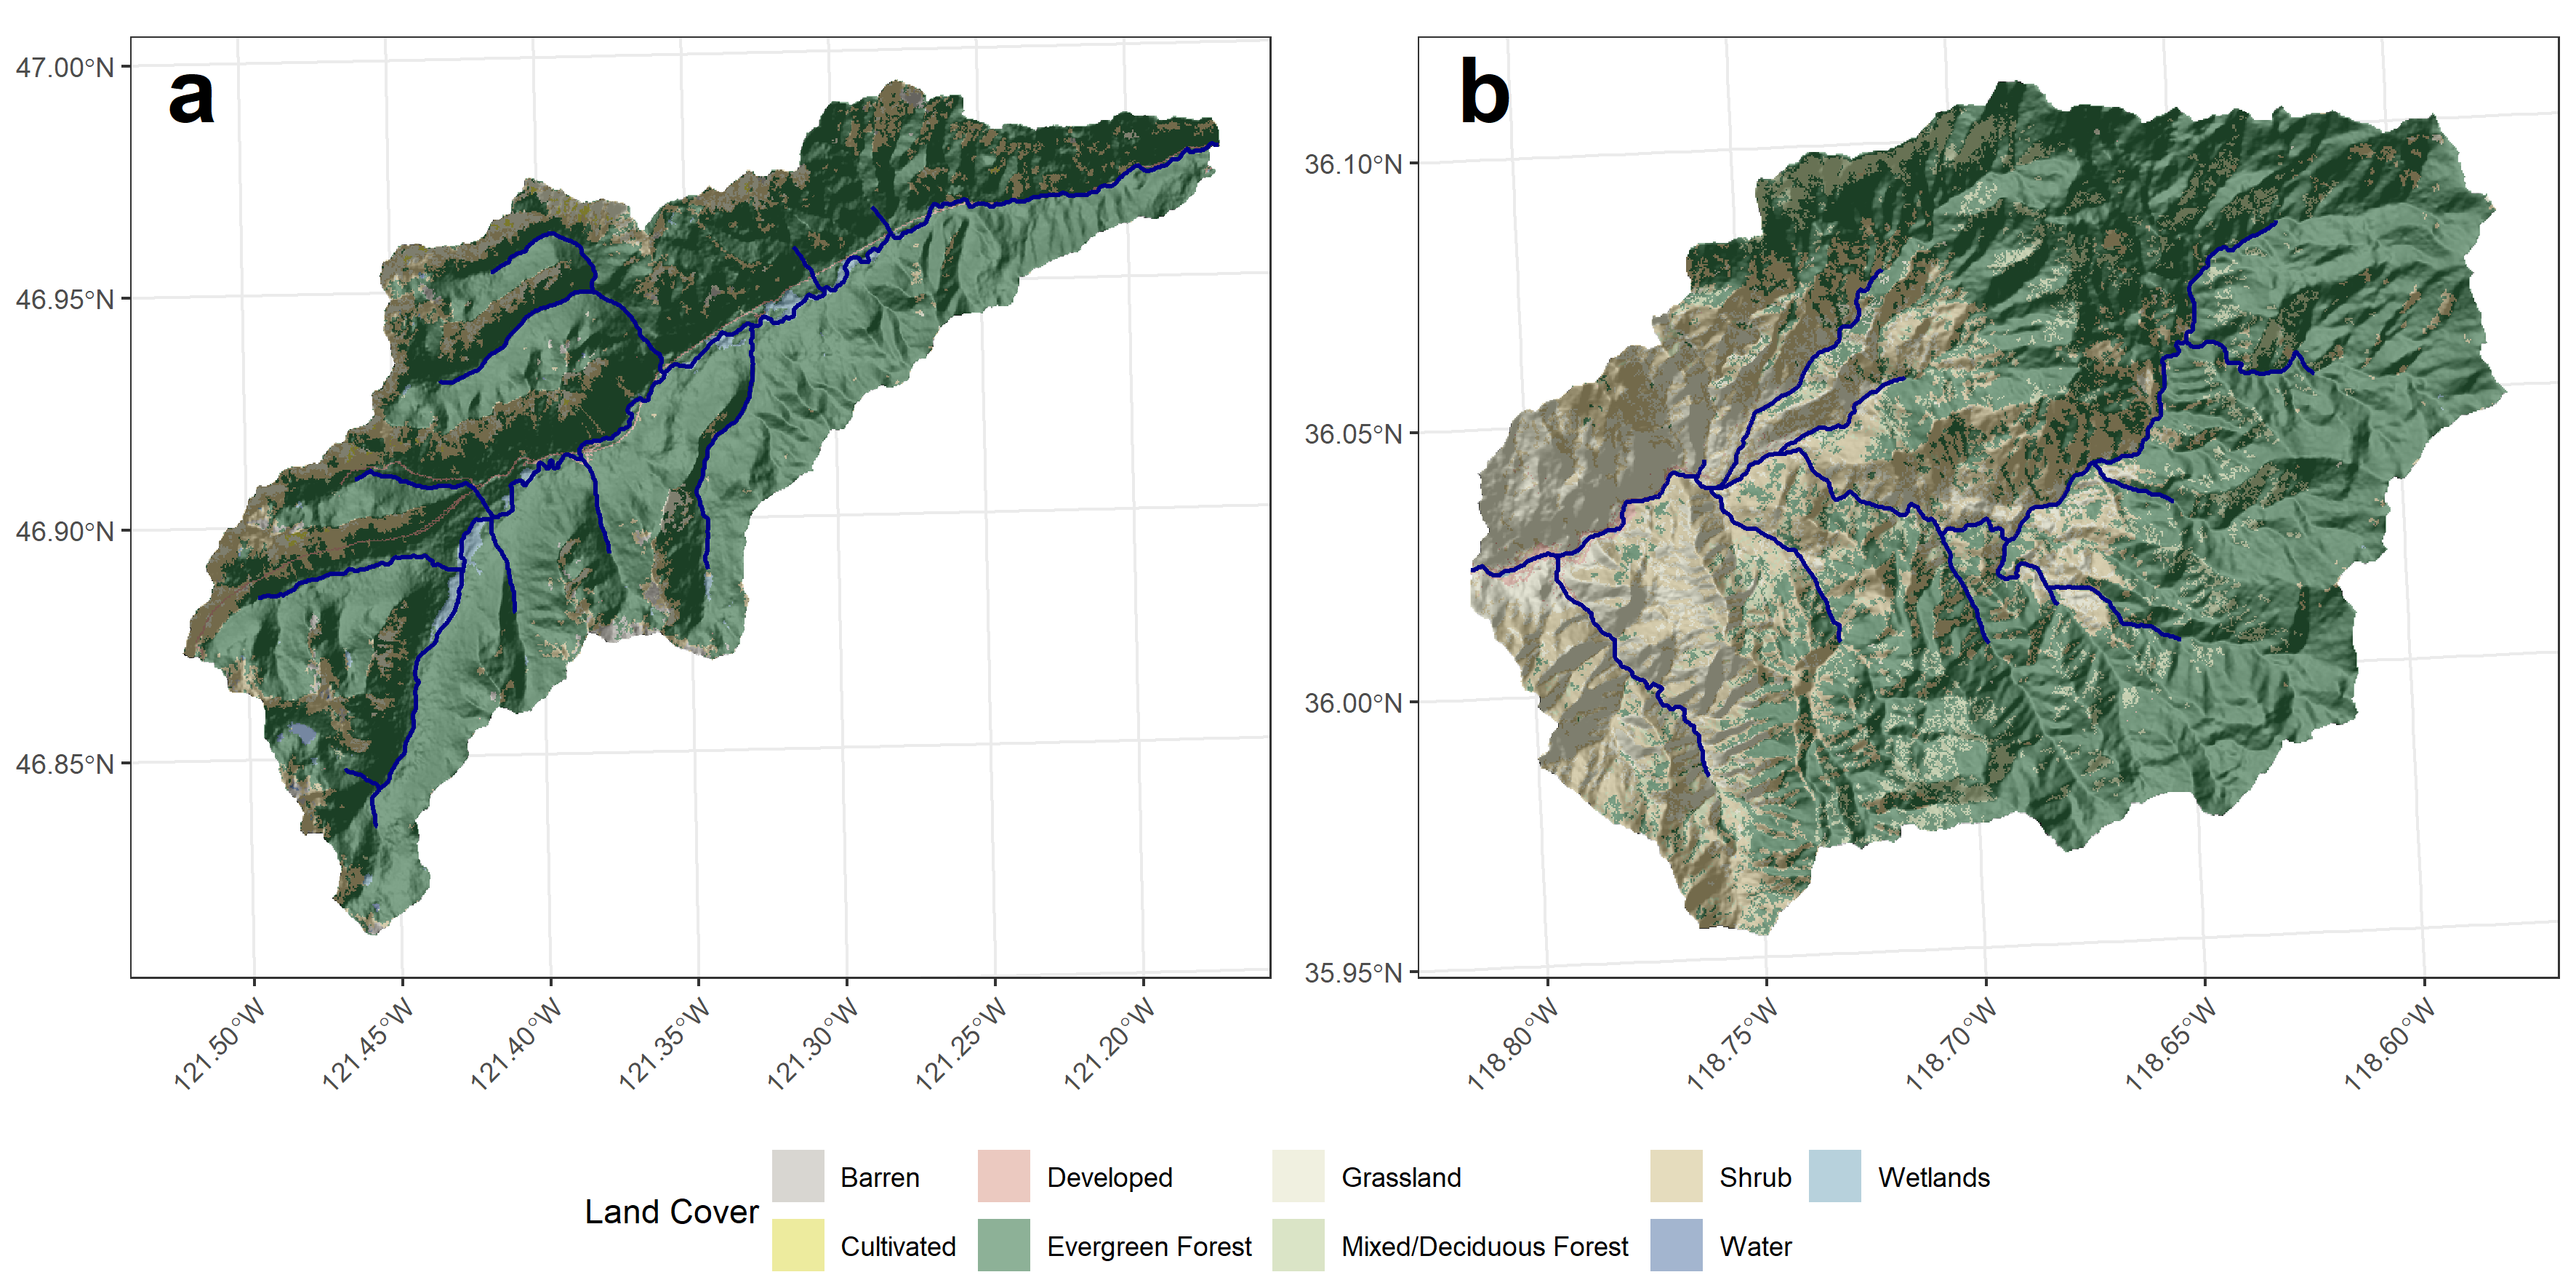 a
b
47.00°N
46.95°N
46.90°N
46.85°N
36.10°N
36.05°N
36.00°N
35.95°N
121.50°W
121.45°W
121.40°W
121.35°W
121.30°W
121.25°W
121.20°W
118.80°W
118.75°W
118.70°W
118.65°W
118.60°W
Land Cover
Barren
Developed
Grassland
Shrub
Wetlands
Cultivated
Evergreen Forest
Mixed/Deciduous Forest
Water